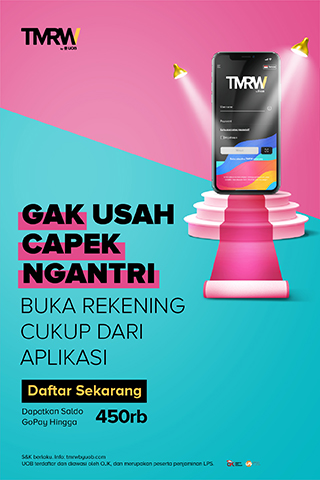 TMRW
by UOB
TMRW
GAK USAH
CAPEK
NGANTRI
BUKA REKENING
CUKUP DARI
APLIKASI
Daftar Sekarang
Dapatkan Saldo
GoPay Hingga
450rb
S&K berlaku. Info: tmrwbyuob.com
UOB terdaftar dan diawasi oleh OJK, dan merupakan peserta penjaminan LPS.